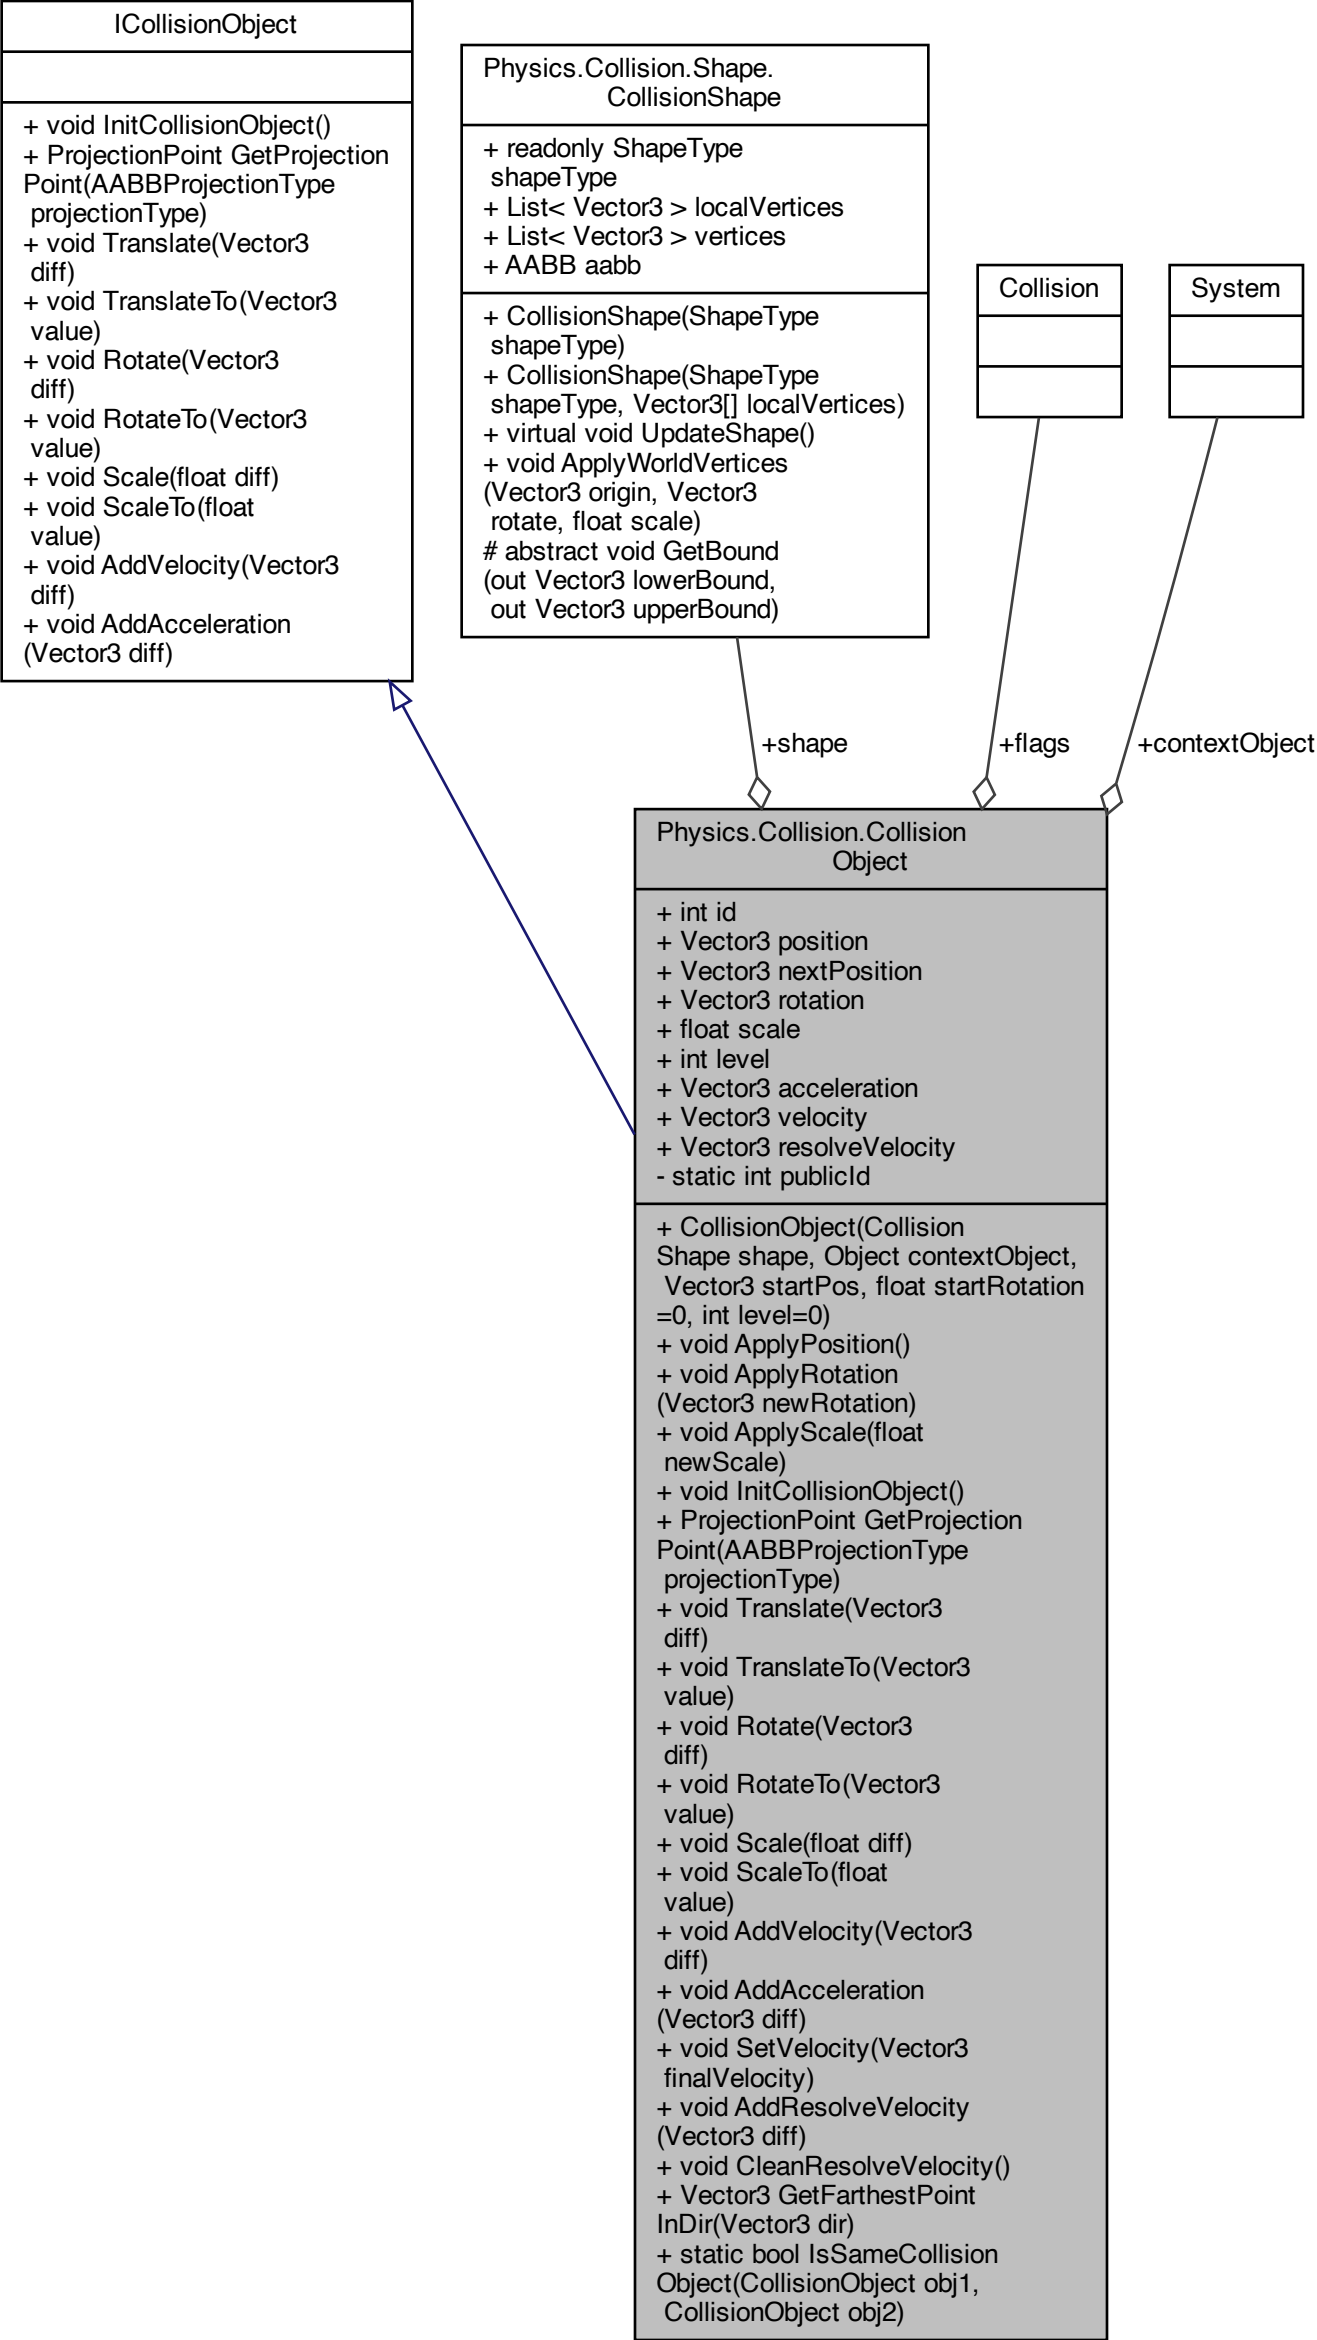 ICollisionObject
+ void InitCollisionObject()
+ ProjectionPoint GetProjection
Point(AABBProjectionType
projectionType)
+ void Translate(Vector3
diff)
+ void TranslateTo(Vector3
value)
+ void Rotate(Vector3
diff)
+ void RotateTo(Vector3
value)
+ void Scale(float diff)
+ void ScaleTo(float
value)
+ void AddVelocity(Vector3
diff)
+ void AddAcceleration
(Vector3 diff)
Physics.Collision.Shape.
CollisionShape
+ readonly ShapeType
shapeType
+ List< Vector3 > localVertices
+ List< Vector3 > vertices
+ AABB aabb
+ CollisionShape(ShapeType
shapeType)
+ CollisionShape(ShapeType
shapeType, Vector3[] localVertices)
+ virtual void UpdateShape()
+ void ApplyWorldVertices
(Vector3 origin, Vector3
rotate, float scale)
# abstract void GetBound
(out Vector3 lowerBound,
out Vector3 upperBound)
Collision
System
+shape
+flags
+contextObject
Physics.Collision.Collision
Object
+ int id
+ Vector3 position
+ Vector3 nextPosition
+ Vector3 rotation
+ float scale
+ int level
+ Vector3 acceleration
+ Vector3 velocity
+ Vector3 resolveVelocity
- static int publicId
+ CollisionObject(Collision
Shape shape, Object contextObject,
Vector3 startPos, float startRotation
=0, int level=0)
+ void ApplyPosition()
+ void ApplyRotation
(Vector3 newRotation)
+ void ApplyScale(float
newScale)
+ void InitCollisionObject()
+ ProjectionPoint GetProjection
Point(AABBProjectionType
projectionType)
+ void Translate(Vector3
diff)
+ void TranslateTo(Vector3
value)
+ void Rotate(Vector3
diff)
+ void RotateTo(Vector3
value)
+ void Scale(float diff)
+ void ScaleTo(float
value)
+ void AddVelocity(Vector3
diff)
+ void AddAcceleration
(Vector3 diff)
+ void SetVelocity(Vector3
finalVelocity)
+ void AddResolveVelocity
(Vector3 diff)
+ void CleanResolveVelocity()
+ Vector3 GetFarthestPoint
InDir(Vector3 dir)
+ static bool IsSameCollision
Object(CollisionObject obj1,
CollisionObject obj2)